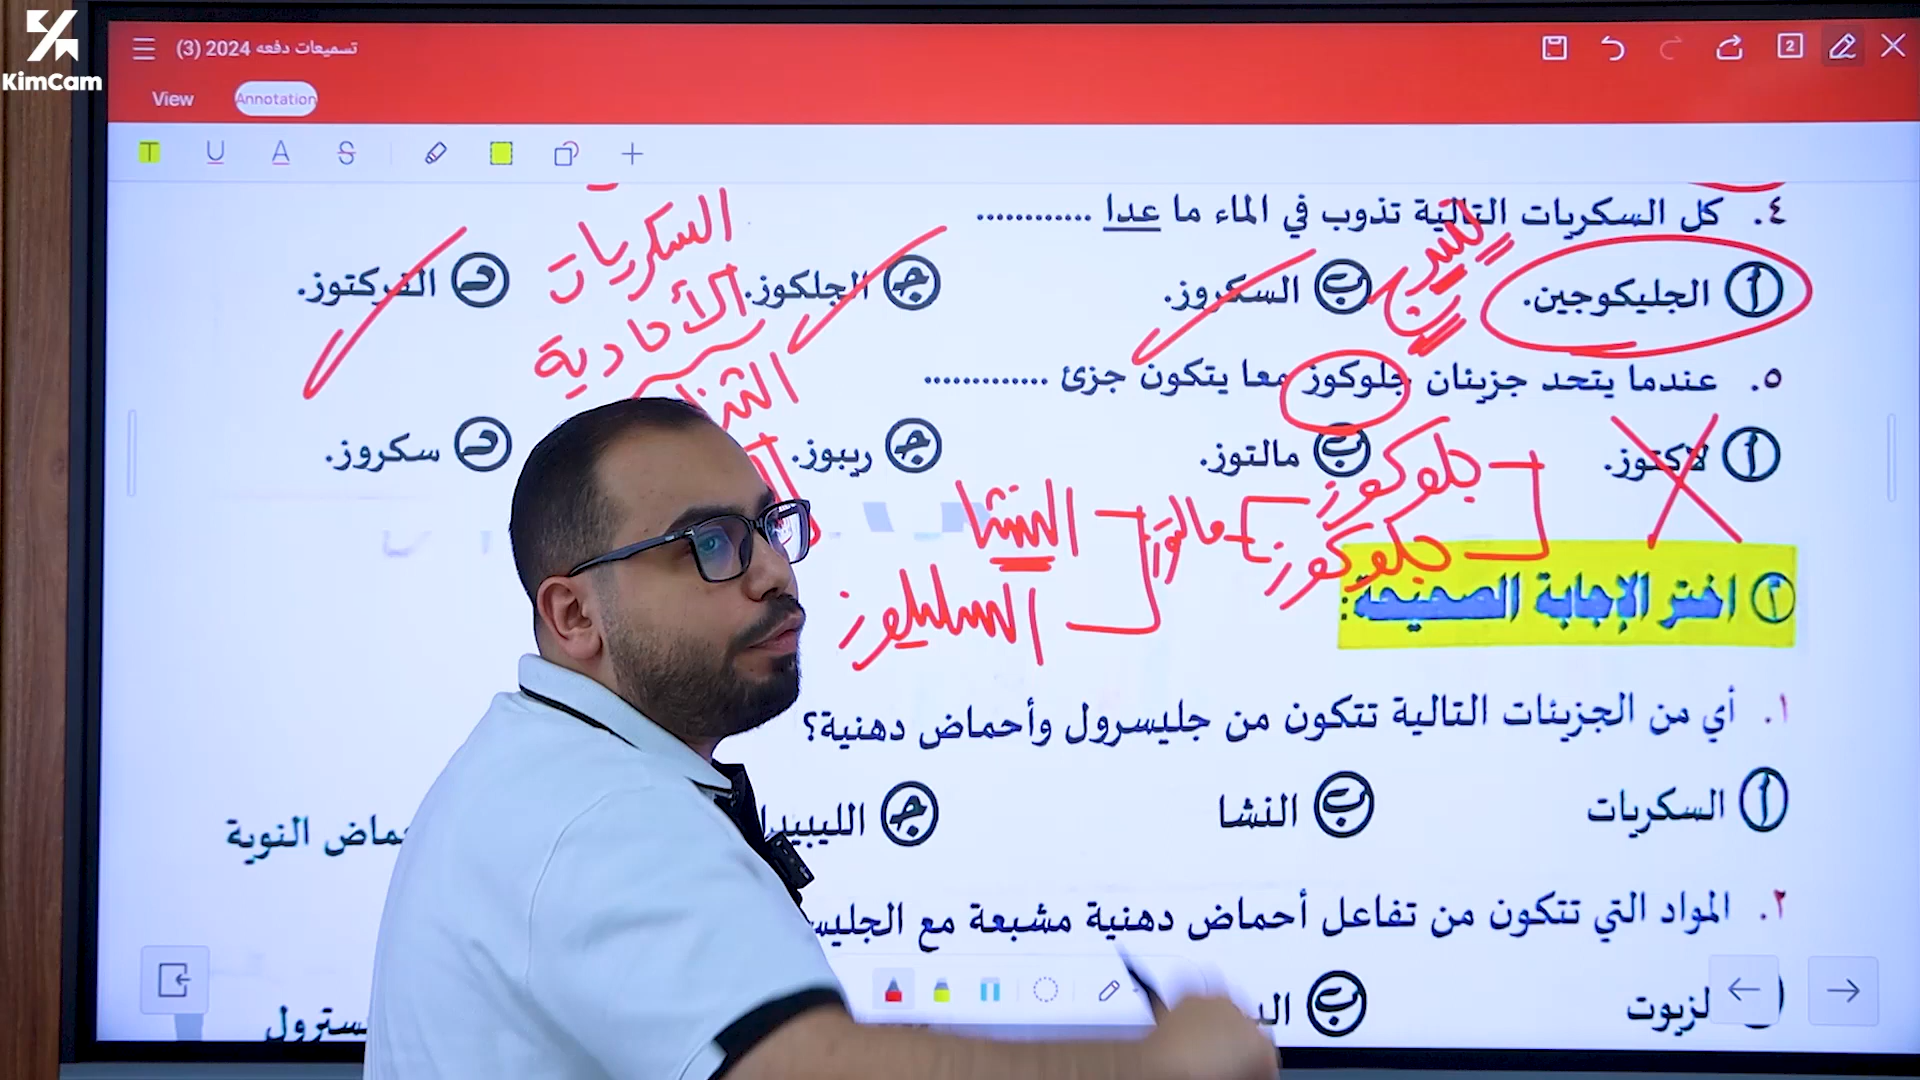 KimCam
تسميعات دفعه 2024 (3)
View
Annotation
٤. كل السكريات التالية تذوب في الماء ما عدا ............
أ الجليكوجين.
ب السكروز.
ج الجلكوز.
د الفركتوز.
السكريات
الأحادية
٥. عندما يتحد جزيئان جلوكوز معا يتكون جزئ .............
أ لاكتوز.
ب مالتوز.
ج ريبوز.
د سكروز.
جلوكوز
جلوكوز
مالتوز
النشا
السليلوز
٢ اختر الإجابة الصحيحة:
١. أي من الجزيئات التالية تتكون من جليسرول وأحماض دهنية؟
أ السكريات
ب النشا
ج
النوية
٢. المواد التي تتكون من تفاعل أحماض دهنية مشبعة مع
ب